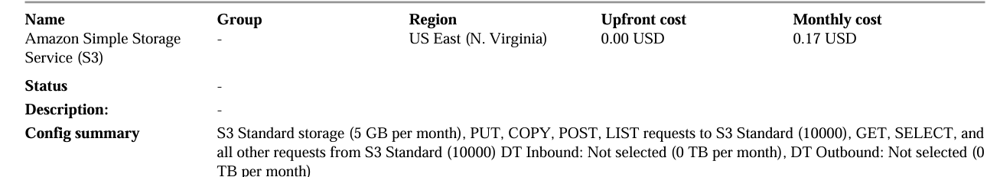 Name Group Region Upfront cost Monthly cost
Amazon Simple Storage - US East (N. Virginia) 0.00 USD 0.17 USD
Service (S3)
Status -
Description: -
Config summary S3 Standard storage (5 GB per month), PUT, COPY, POST, LIST requests to S3 Standard (10000), GET, SELECT, and
all other requests from S3 Standard (10000) DT Inbound: Not selected (0 TB per month), DT Outbound: Not selected (0
TB per month)